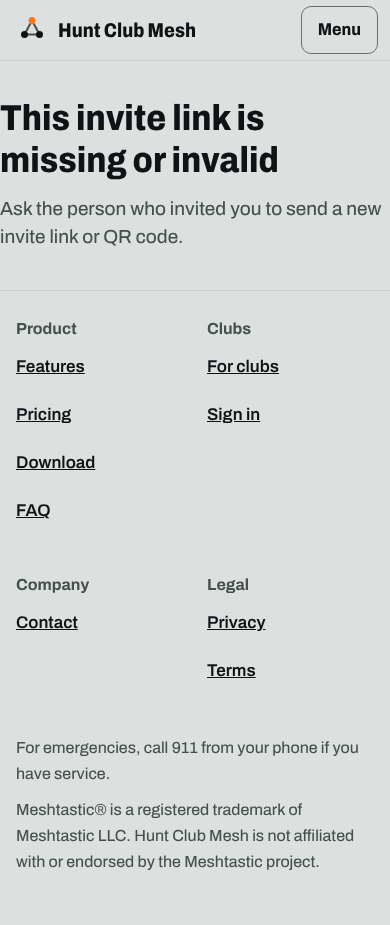 Hunt Club Mesh
Menu
This invite link is
missing or invalid
Ask the person who invited you to send a new
invite link or QR code.
Product
Features
Pricing
Download
FAQ
Clubs
For clubs
Sign in
Company
Contact
Legal
Privacy
Terms
For emergencies, call 911 from your phone if you
have service.
Meshtastic® is a registered trademark of
Meshtastic LLC. Hunt Club Mesh is not affiliated
with or endorsed by the Meshtastic project.